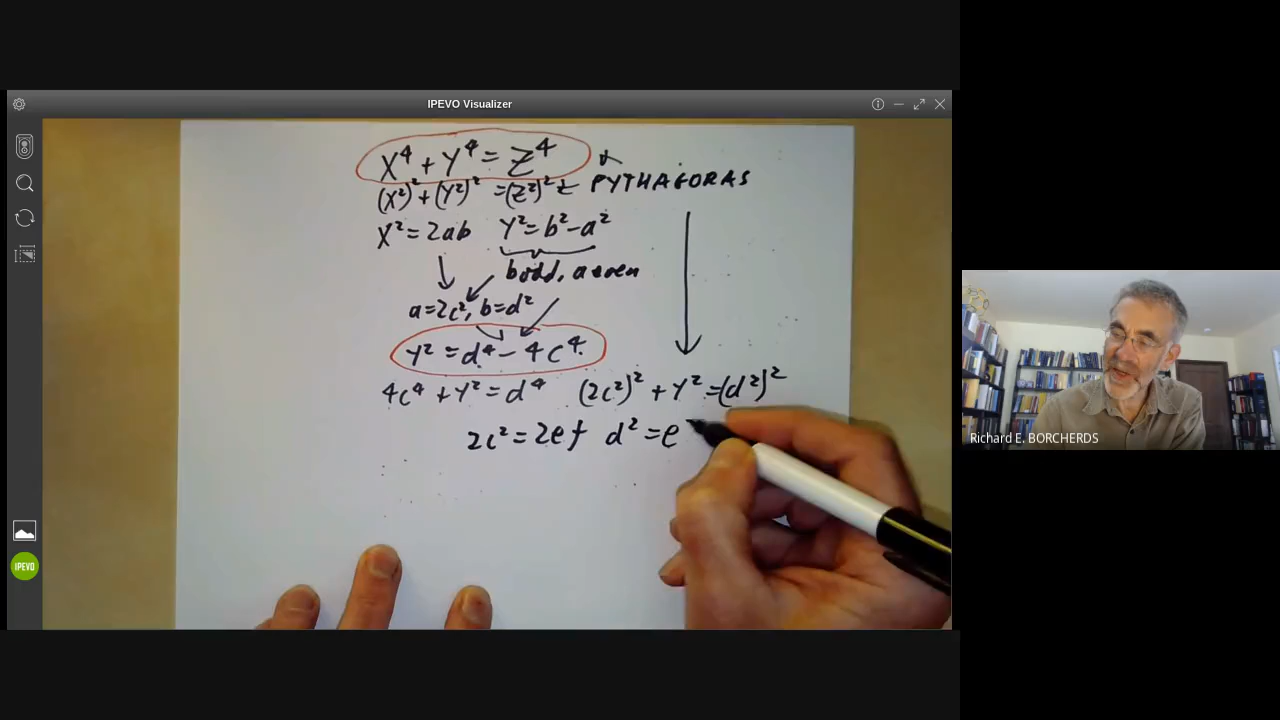 IPEVO Visualizer
X⁴ + Y⁴ = Z⁴
(X²)² + (Y²)² = (Z²)² PYTHAGORAS
X² = 2ab Y² = b² - a²
b odd, a even
a = 2c², b = d²
Y² = d⁴ - 4c⁴
4c⁴ + Y² = d⁴ (2c²)² + Y² = (d²)²
2c² = 2ef d² = e
Richard E. BORCHERDS
IPEVO